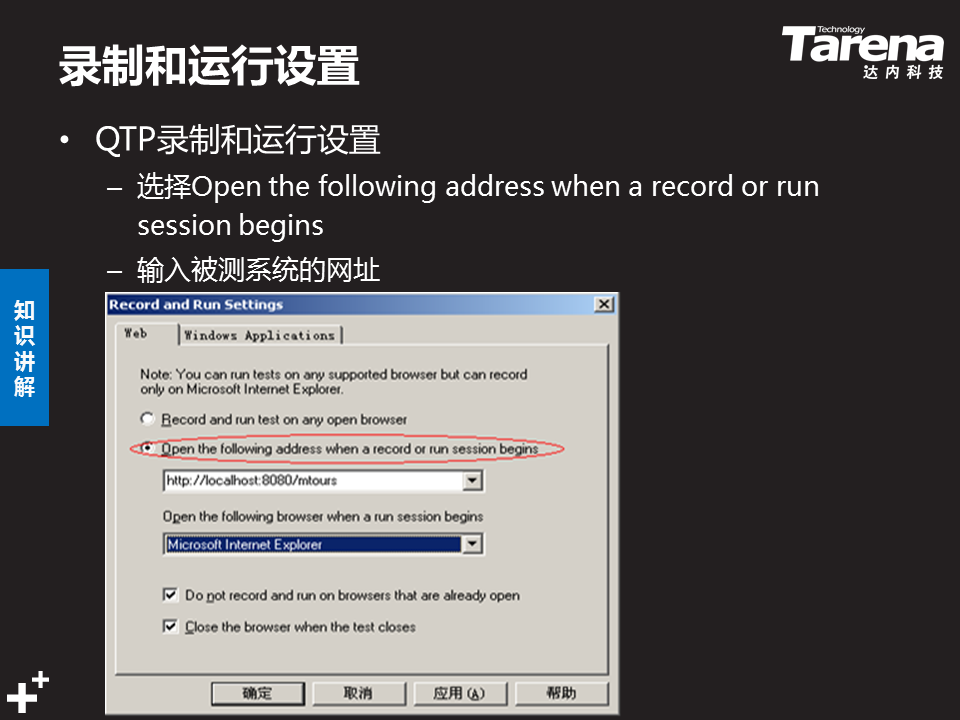 录制和运行设置
Technology
Tarena
达内科技
• QTP录制和运行设置
– 选择Open the following address when a record or run
session begins
– 输入被测系统的网址
知识讲解
Record and Run Settings
Web
Windows Applications
Note: You can run tests on any supported browser but can record
only on Microsoft Internet Explorer.
Record and run test on any open browser
Open the following address when a record or run session begins
http://localhost:8080/mtours
Open the following browser when a run session begins
Microsoft Internet Explorer
Do not record and run on browsers that are already open
Close the browser when the test closes
确定
取消
应用(A)
帮助